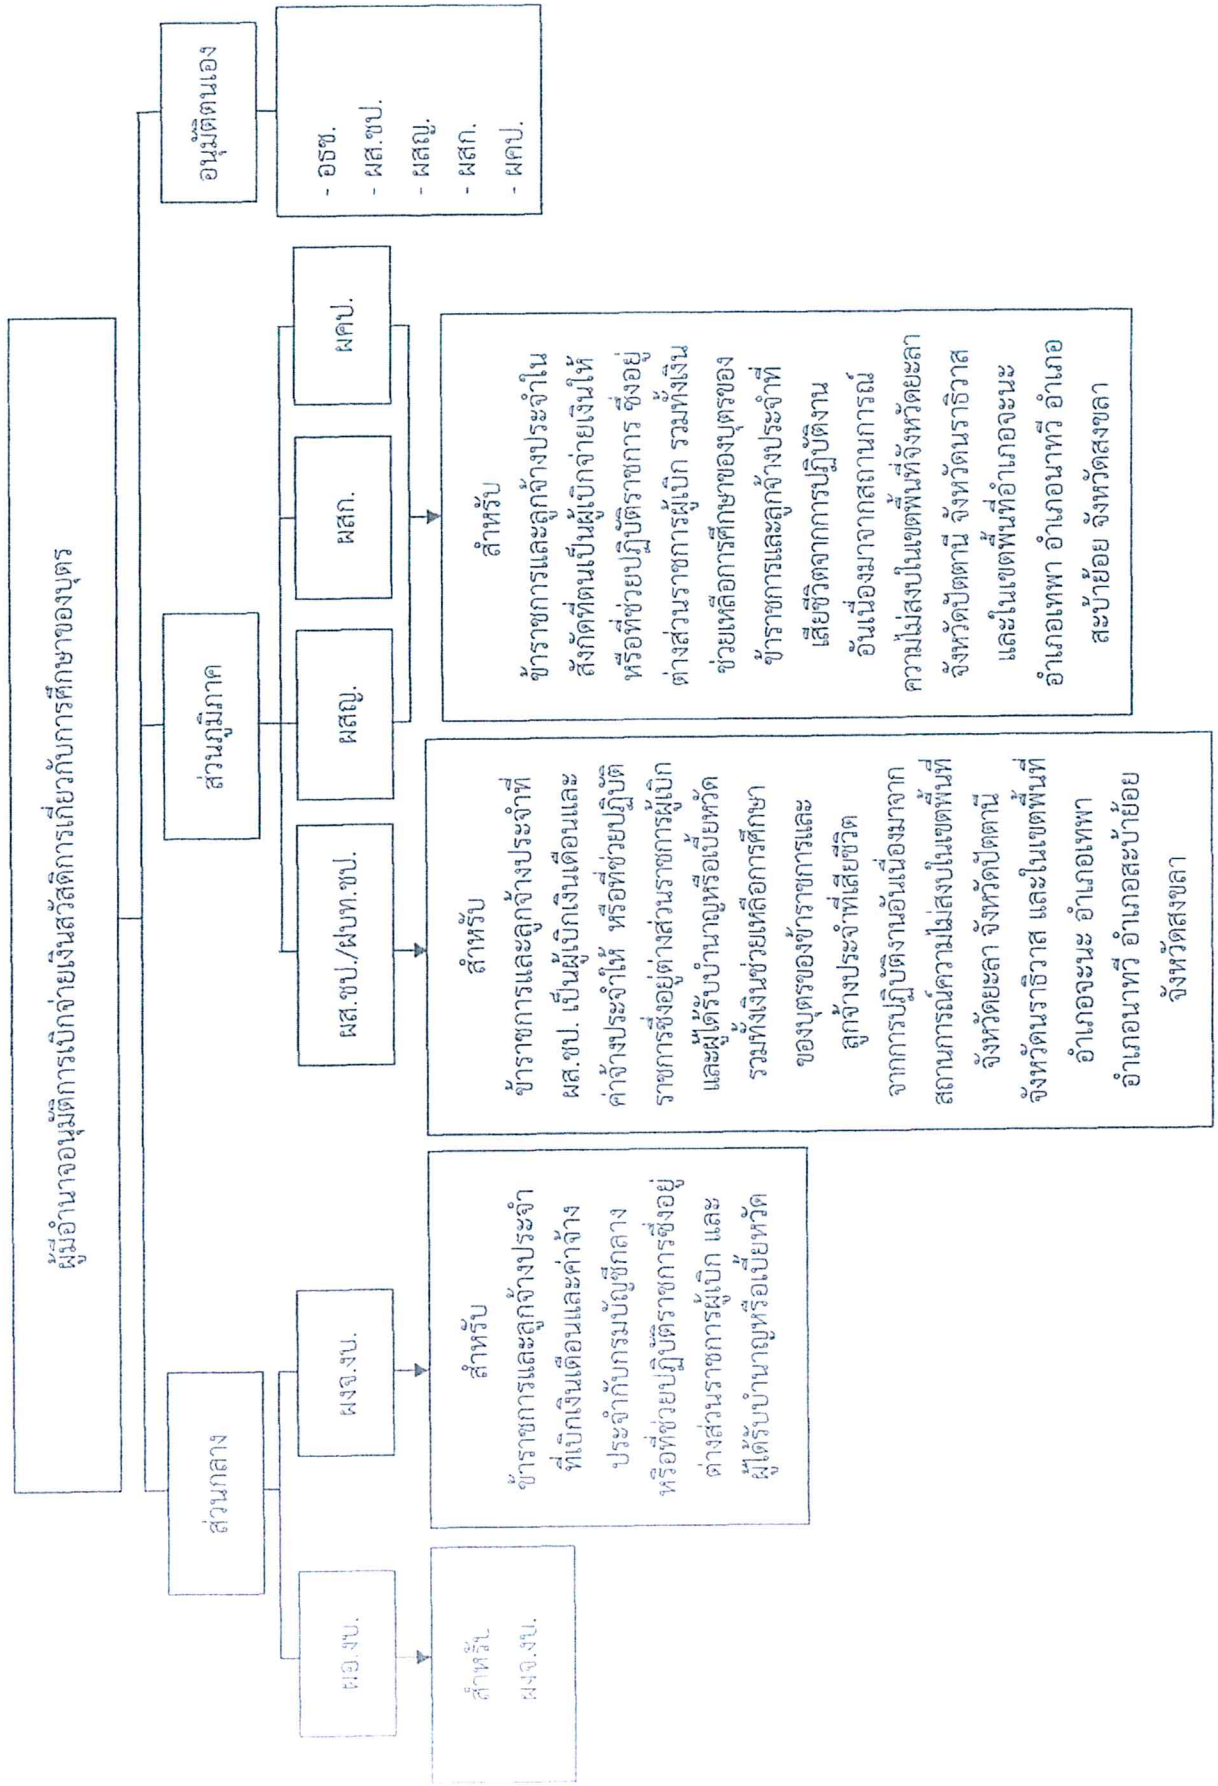 ผู้มีอำนาจอนุมัติการเบิกจ่ายเงินสวัสดิการเกี่ยวกับการศึกษาของบุตร
ส่วนกลาง
ส่วนภูมิภาค
อนุมัติตนเอง
ผอ.งบ.
ผงจ.งบ.
ผส.ชป./ผบท.ชป.
ผสญ.
ผสก.
ผคป.
- อธช.
- ผส.ชป.
- ผสญ.
- ผสก.
- ผคป.
สำหรับ
ผงจ.งบ.
สำหรับ
ข้าราชการและลูกจ้างประจำ
ที่เบิกเงินเดือนและค่าจ้าง
ประจำกับกรมบัญชีกลาง
หรือที่ช่วยปฏิบัติราชการซึ่งอยู่
ต่างส่วนราชการผู้เบิก และ
ผู้ได้รับบำนาญหรือเบี้ยหวัด
สำหรับ
ข้าราชการและลูกจ้างประจำที่
ผส.ชป. เป็นผู้เบิกเงินเดือนและ
ค่าจ้างประจำให้ หรือที่ช่วยปฏิบัติ
ราชการซึ่งอยู่ต่างส่วนราชการผู้เบิก
และผู้ได้รับบำนาญหรือเบี้ยหวัด
รวมทั้งเงินช่วยเหลือการศึกษา
ของบุตรของข้าราชการและ
ลูกจ้างประจำที่เสียชีวิต
จากการปฏิบัติงานอันเนื่องมาจาก
สถานการณ์ความไม่สงบในเขตพื้นที่
จังหวัดยะลา จังหวัดปัตตานี
จังหวัดนราธิวาส และในเขตพื้นที่
อำเภอจะนะ อำเภอเทพา
อำเภอนาทวี อำเภอสะบ้าย้อย
จังหวัดสงขลา
สำหรับ
ข้าราชการและลูกจ้างประจำใน
สังกัดที่ตนเป็นผู้เบิกจ่ายเงินให้
หรือที่ช่วยปฏิบัติราชการ ซึ่งอยู่
ต่างส่วนราชการผู้เบิก รวมทั้งเงิน
ช่วยเหลือการศึกษาของบุตรของ
ข้าราชการและลูกจ้างประจำที่
เสียชีวิตจากการปฏิบัติงาน
อันเนื่องมาจากสถานการณ์
ความไม่สงบในเขตพื้นที่จังหวัดยะลา
จังหวัดปัตตานี จังหวัดนราธิวาส
และในเขตพื้นที่อำเภอจะนะ
อำเภอเทพา อำเภอนาทวี อำเภอ
สะบ้าย้อย จังหวัดสงขลา